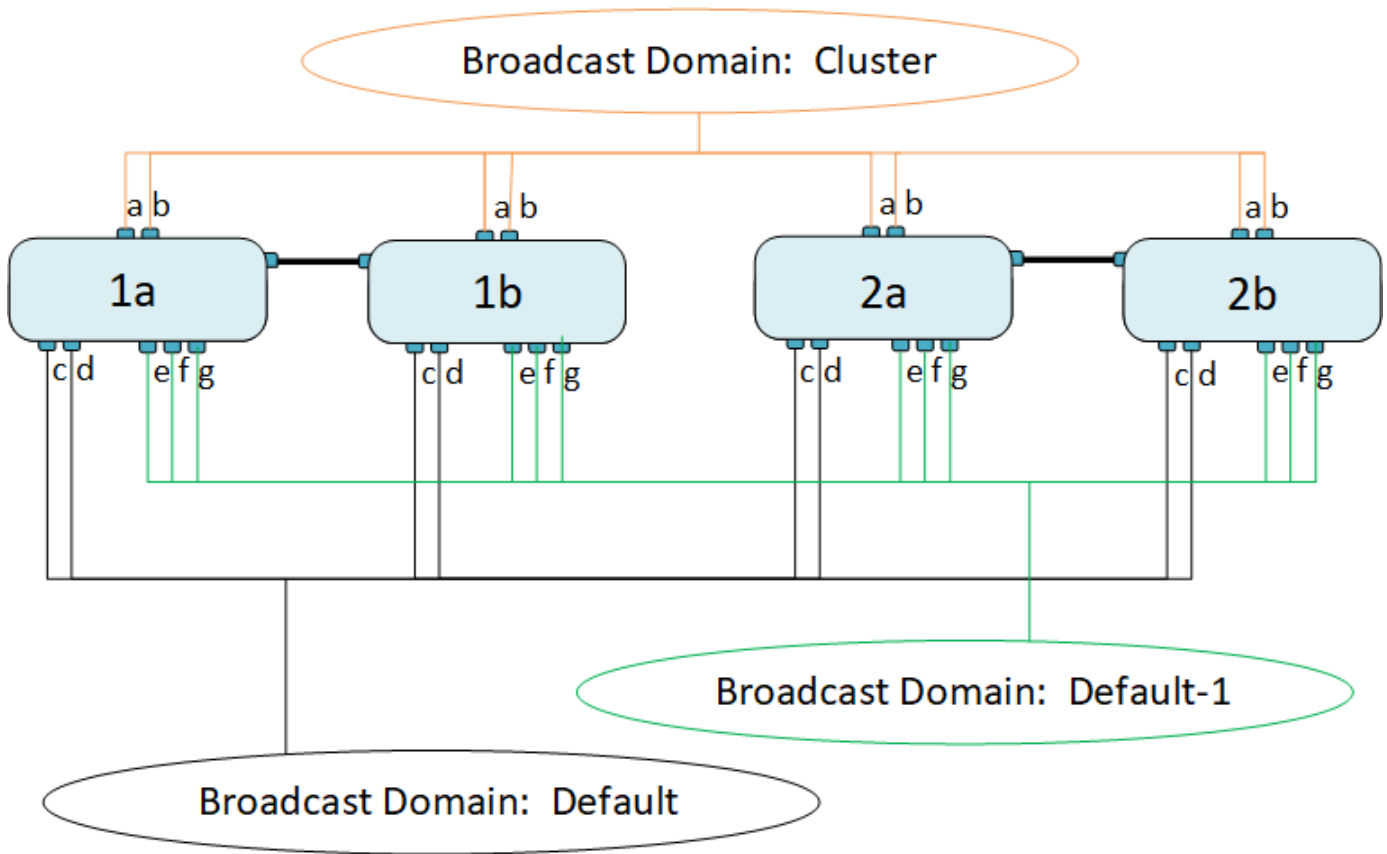 Broadcast Domain: Cluster
a b
a b
a b
a b
1a
1b
2a
2b
c d
e f g
c d
e f g
c d
e f g
c d
e f g
Broadcast Domain: Default-1
Broadcast Domain: Default